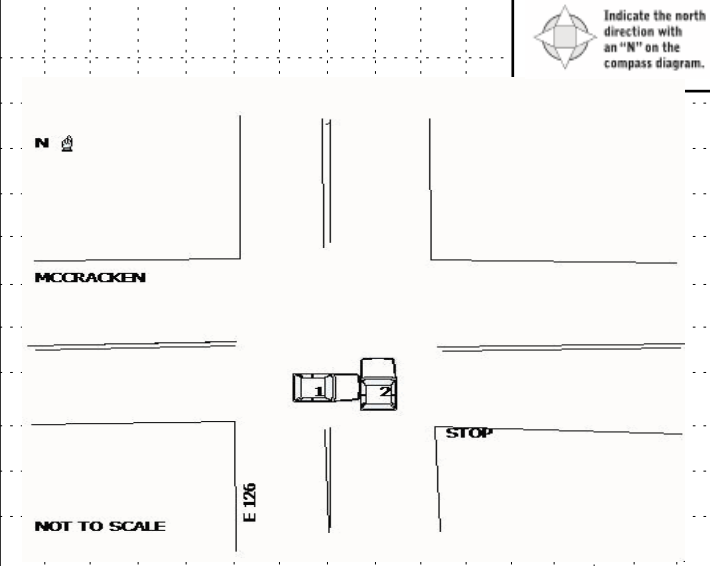 Indicate the north
direction with
an "N" on the
compass diagram.
N
MCCRACKEN
1 2
STOP
E 126
NOT TO SCALE